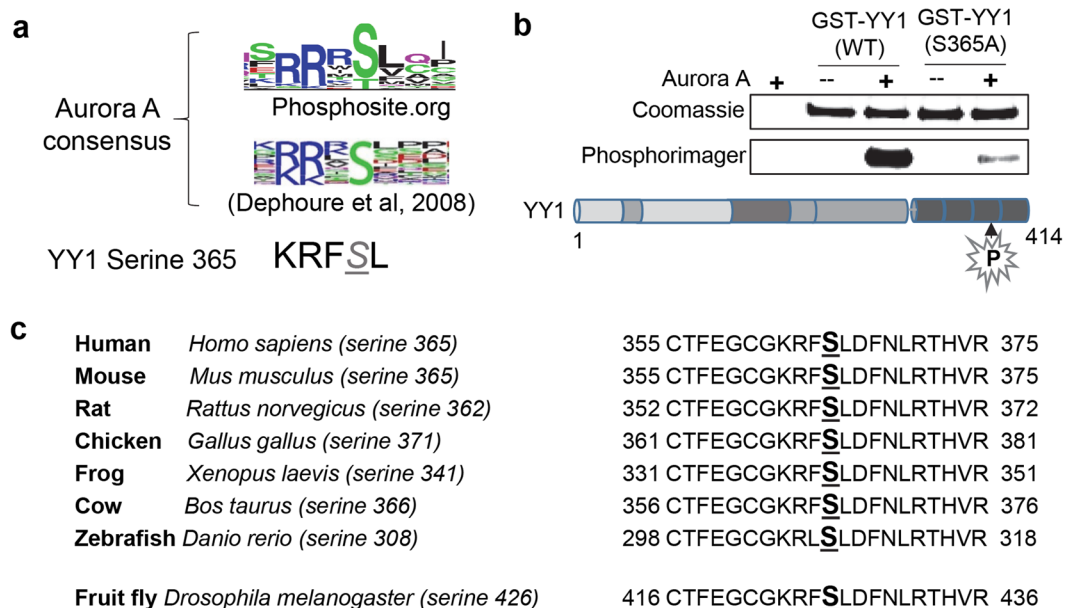 a
Aurora A
consensus
Phosphosite.org
(Dephoure et al, 2008)
YY1 Serine 365 KRFSL
b
GST-YY1 GST-YY1
(WT) (S365A)
Aurora A + -- + -- +
Coomassie
Phosphorimager
YY1
1 414
P
c
Human Homo sapiens (serine 365) 355 CTFEGCGKRFSLDFNLRTHVR 375
Mouse Mus musculus (serine 365) 355 CTFEGCGKRFSLDFNLRTHVR 375
Rat Rattus norvegicus (serine 362) 352 CTFEGCGKRFSLDFNLRTHVR 372
Chicken Gallus gallus (serine 371) 361 CTFEGCGKRFSLDFNLRTHVR 381
Frog Xenopus laevis (serine 341) 331 CTFEGCGKRFSLDFNLRTHVR 351
Cow Bos taurus (serine 366) 356 CTFEGCGKRFSLDFNLRTHVR 376
Zebrafish Danio rerio (serine 308) 298 CTFEGCGKRLSLDFNLRTHVR 318
Fruit fly Drosophila melanogaster (serine 426) 416 CTFEGCGKRFSLDFNLRTHVR 436